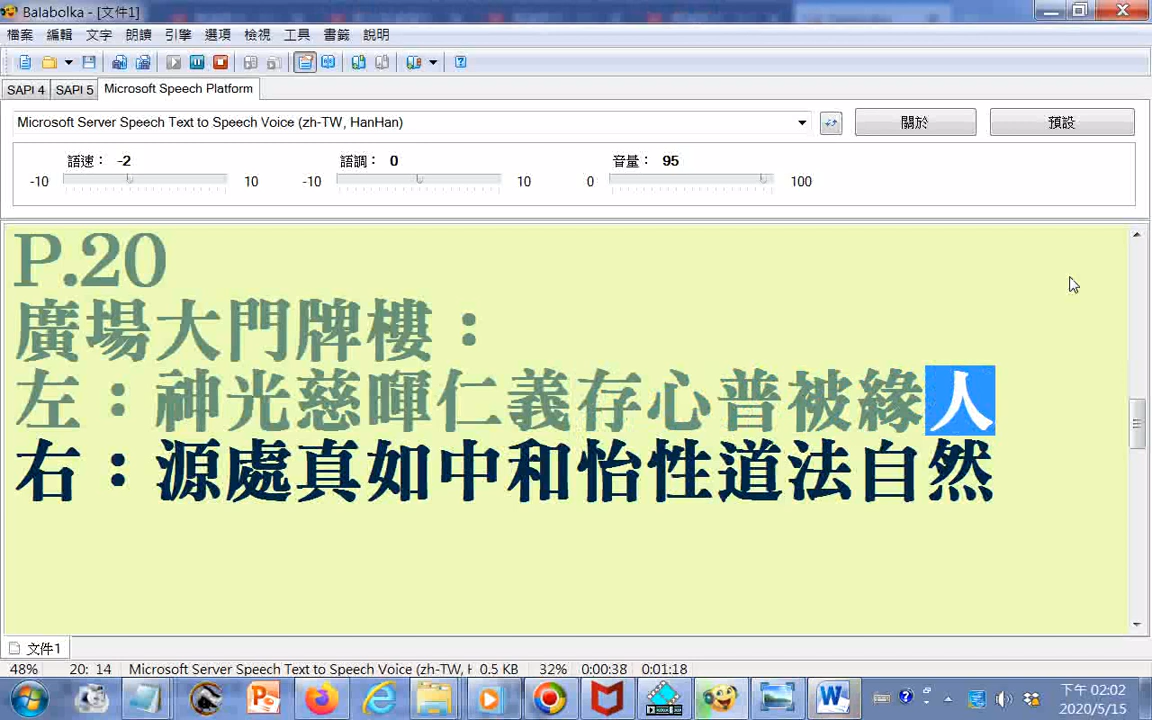 Balabolka - [文件1]
檔案 編輯 文字 朗讀 引擎 選項 檢視 工具 書籤 說明
SAPI 4 SAPI 5 Microsoft Speech Platform
Microsoft Server Speech Text to Speech Voice (zh-TW, HanHan) 關於 預設
語速： -2 語調： 0 音量： 95
-10 10 -10 10 0 100
P.20
廣場大門牌樓：
左：神光慈暉仁義存心普被緣人
右：源處真如中和怡性道法自然
文件1
48% 20: 14 Microsoft Server Speech Text to Speech Voice (zh-TW, H 0.5 KB 32% 0:00:38 0:01:18
下午 02:02
2020/5/15